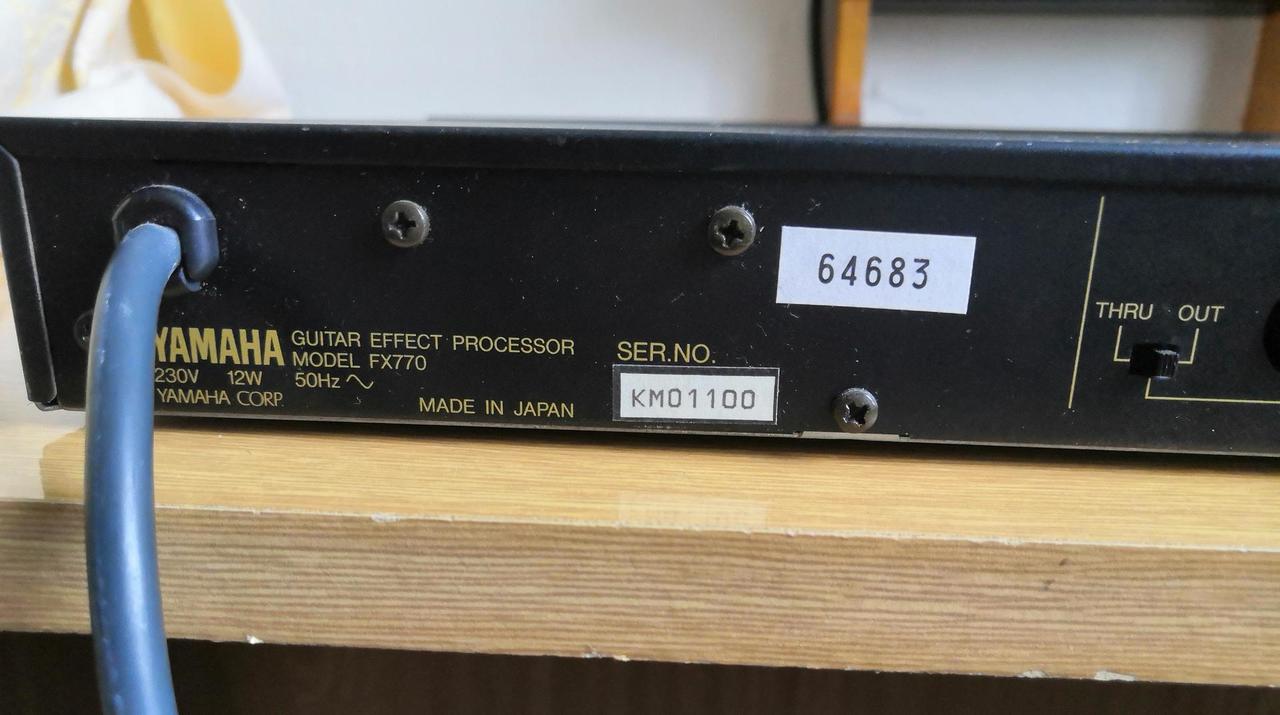 64683
THRU OUT
YAMAHA GUITAR EFFECT PROCESSOR
MODEL FX770
230V 12W 50Hz ～
YAMAHA CORP.
MADE IN JAPAN
SER.NO.
KM01100